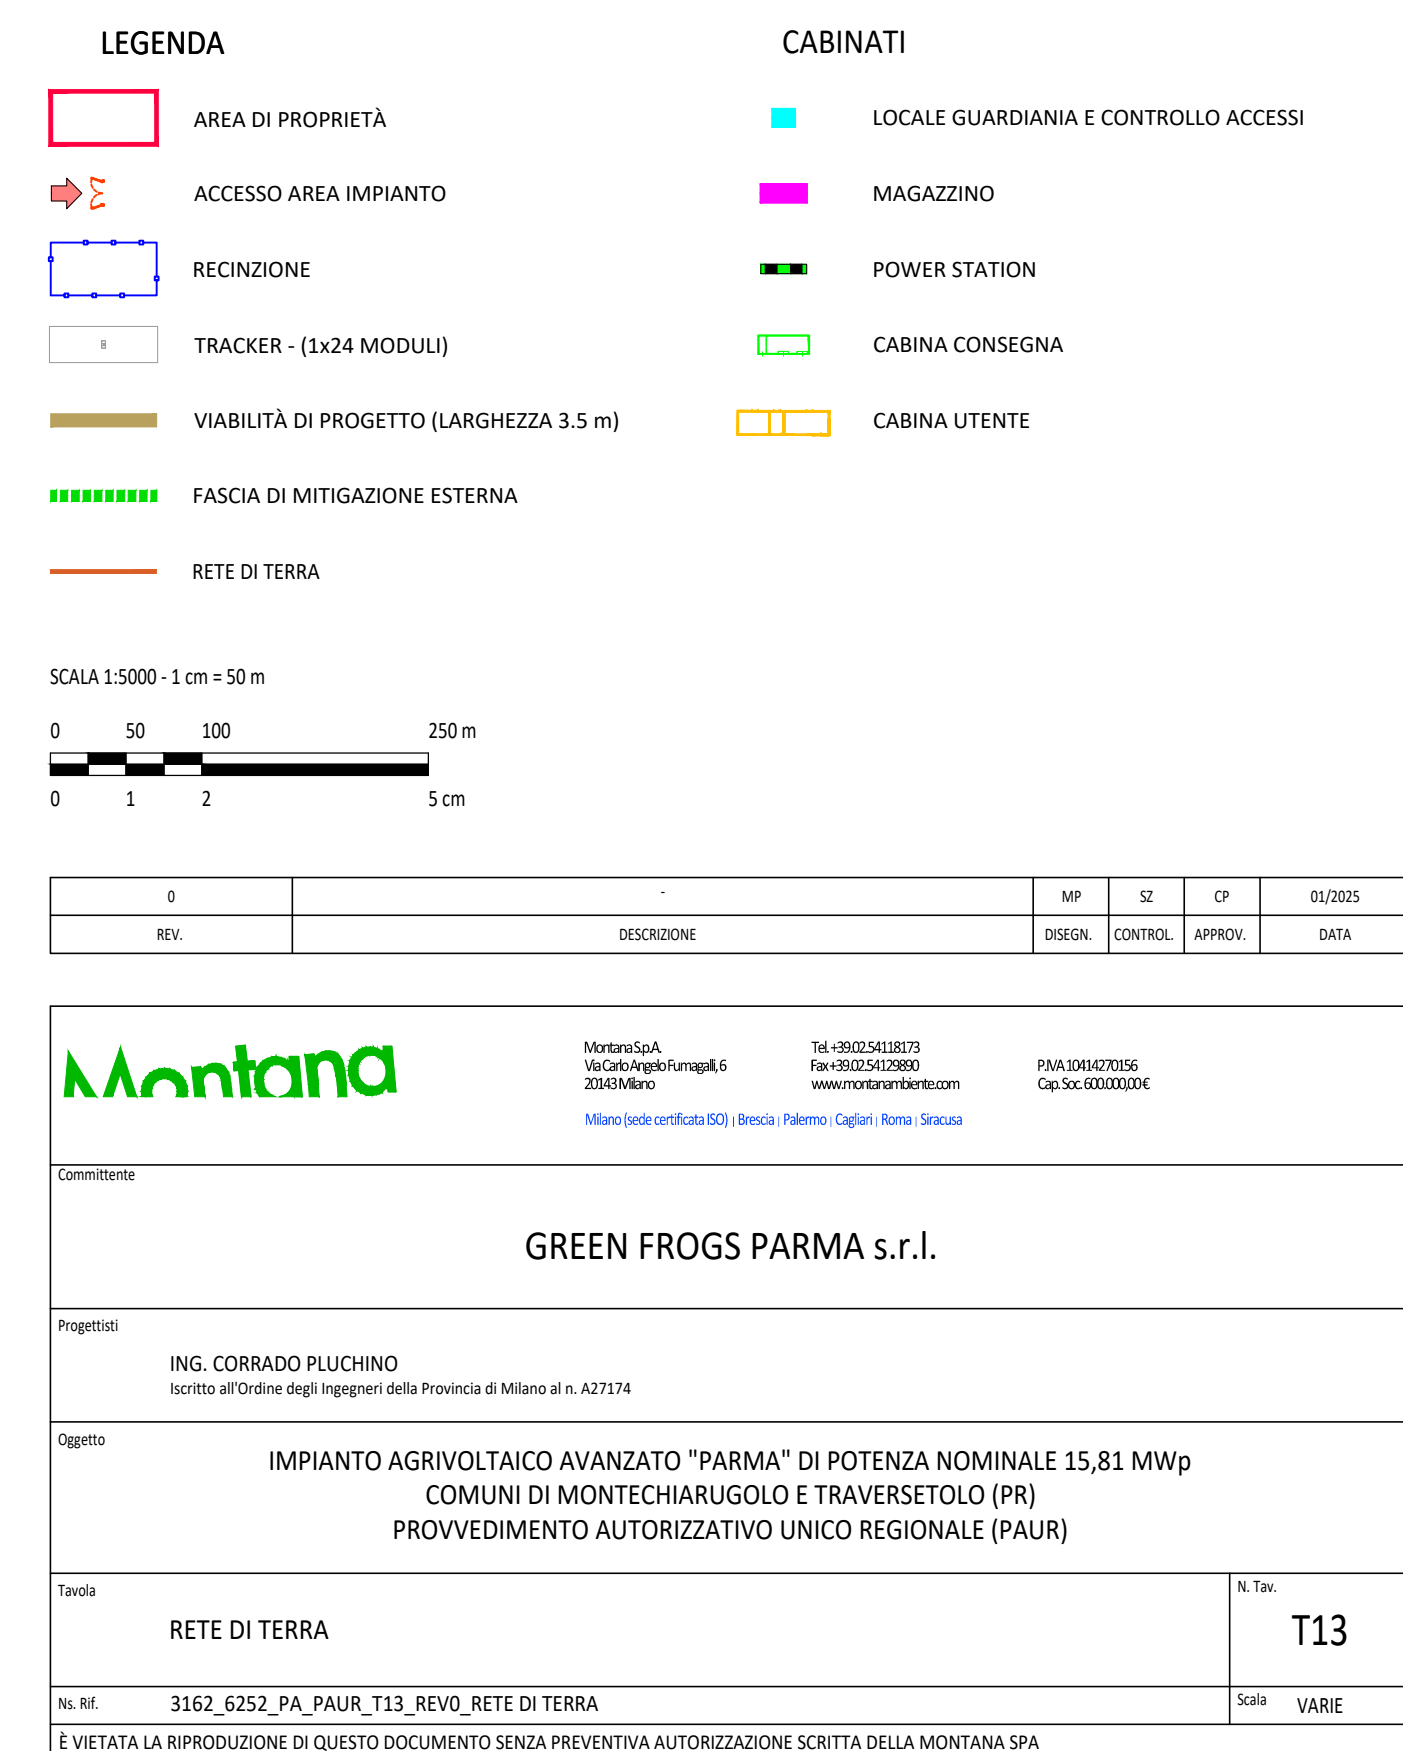 LEGENDA
AREA DI PROPRIETÀ
ACCESSO AREA IMPIANTO
RECINZIONE
TRACKER - (1x24 MODULI)
VIABILITÀ DI PROGETTO (LARGHEZZA 3.5 m)
FASCIA DI MITIGAZIONE ESTERNA
RETE DI TERRA
CABINATI
LOCALE GUARDIANIA E CONTROLLO ACCESSI
MAGAZZINO
POWER STATION
CABINA CONSEGNA
CABINA UTENTE
SCALA 1:5000 - 1 cm = 50 m
0 50 100 250 m
0 1 2 5 cm
0 - MP SZ CP 01/2025
REV. DESCRIZIONE DISEGN. CONTROL. APPROV. DATA
Montana
Montana S.p.A.
Via Carlo Angelo Fumagalli, 6
20143 Milano
Tel. +39.02.54118173
Fax +39.02.54129890
www.montanambiente.com
P.IVA 10414270156
Cap. Soc. 600.000,00 €
Milano (sede certificata ISO) | Brescia | Palermo | Cagliari | Roma | Siracusa
Committente
GREEN FROGS PARMA s.r.l.
Progettisti
ING. CORRADO PLUCHINO
Iscritto all'Ordine degli Ingegneri della Provincia di Milano al n. A27174
Oggetto
IMPIANTO AGRIVOLTAICO AVANZATO "PARMA" DI POTENZA NOMINALE 15,81 MWp
COMUNI DI MONTECHIARUGOLO E TRAVERSETOLO (PR)
PROVVEDIMENTO AUTORIZZATIVO UNICO REGIONALE (PAUR)
Tavola
RETE DI TERRA
N. Tav.
T13
Ns. Rif. 3162_6252_PA_PAUR_T13_REV0_RETE DI TERRA
Scala VARIE
È VIETATA LA RIPRODUZIONE DI QUESTO DOCUMENTO SENZA PREVENTIVA AUTORIZZAZIONE SCRITTA DELLA MONTANA SPA